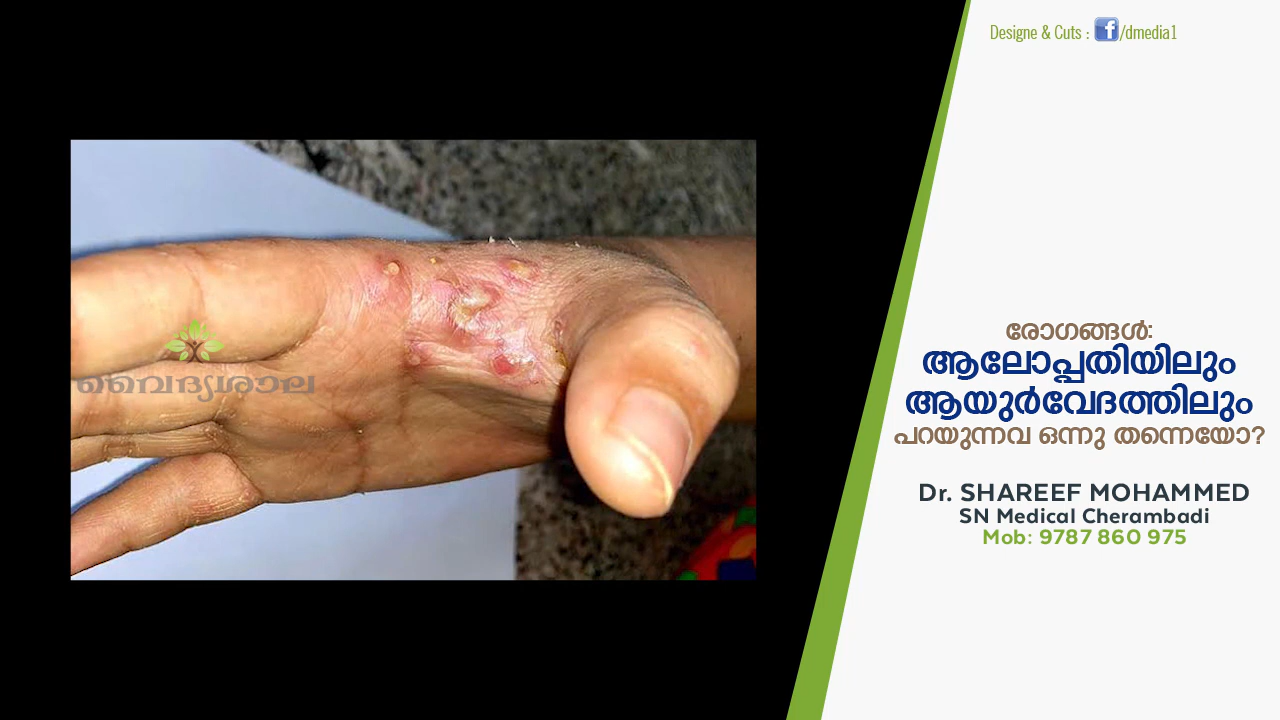 Designe & Cuts : f/dmedia1
വൈദ്യശാല
രോഗങ്ങൾ:
ആലോപ്പതിയിലും
ആയുർവേദത്തിലും
പറയുന്നവ ഒന്നു തന്നെയോ?
Dr. SHAREEF MOHAMMED
SN Medical Cherambadi
Mob: 9787 860 975